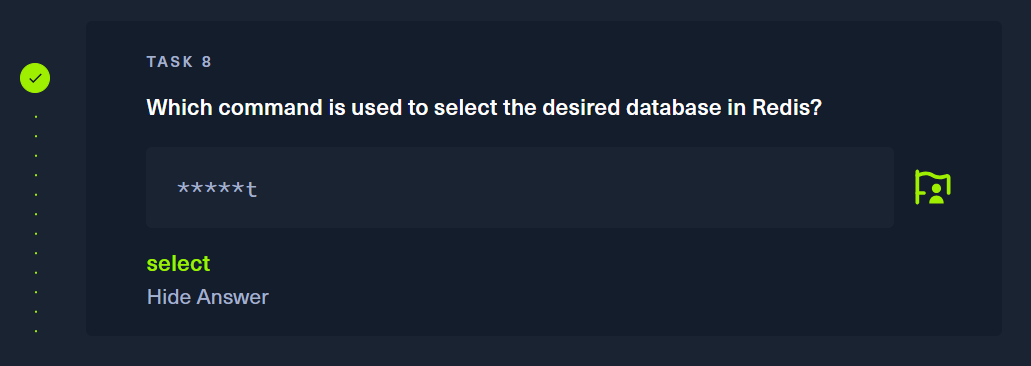 TASK 8
Which command is used to select the desired database in Redis?
*****t
select
Hide Answer